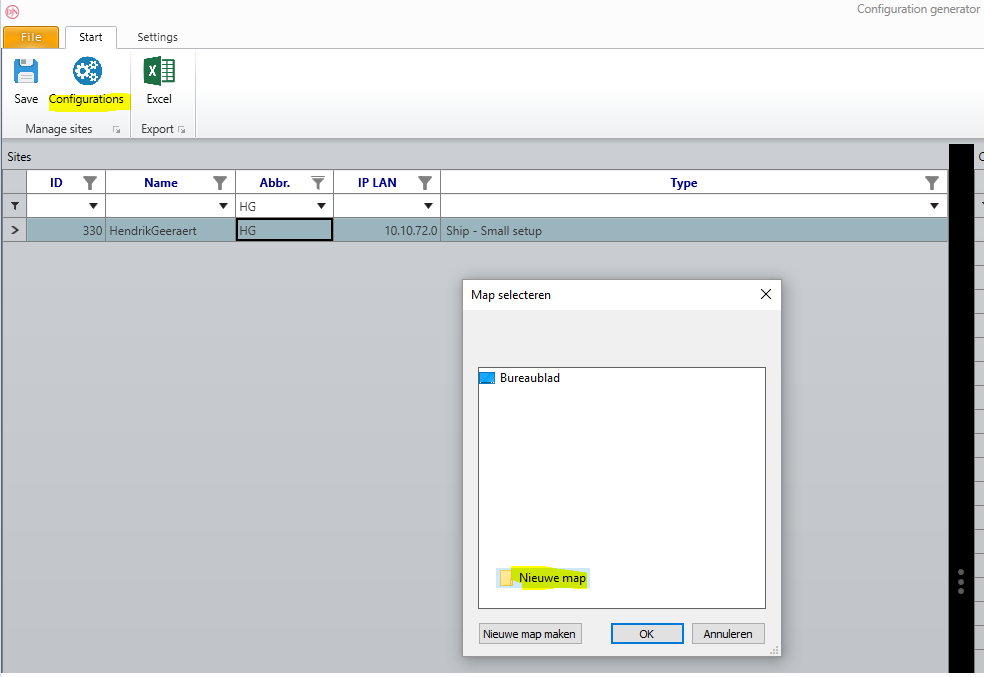 Configuration generator
File Start Settings
Save Configurations Excel
Manage sites Export
Sites
ID Name Abbr. IP LAN Type
HG
330 HendrikGeeraert HG 10.10.72.0 Ship - Small setup
Map selecteren
Bureaublad
Nieuwe map
Nieuwe map maken OK Annuleren